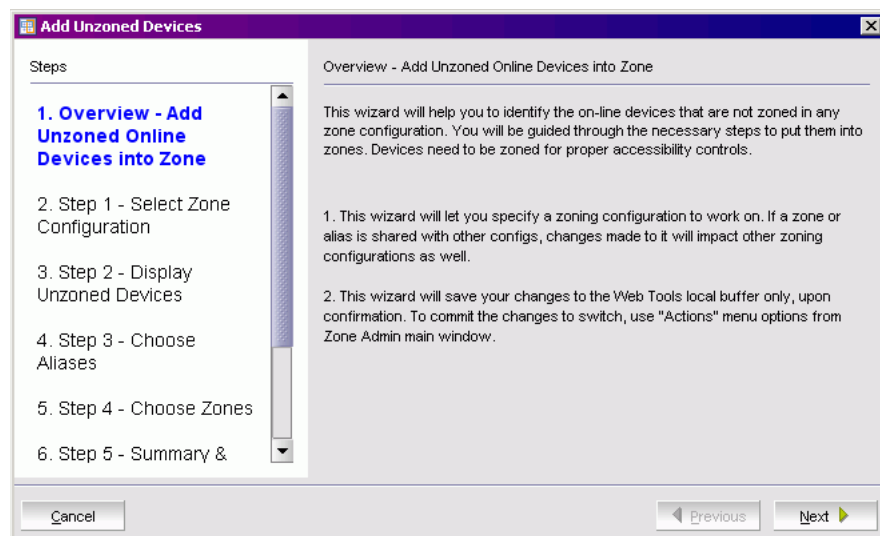 Add Unzoned Devices
Steps
1. Overview - Add
Unzoned Online
Devices into Zone
2. Step 1 - Select Zone
Configuration
3. Step 2 - Display
Unzoned Devices
4. Step 3 - Choose
Aliases
5. Step 4 - Choose Zones
6. Step 5 - Summary &
Overview - Add Unzoned Online Devices into Zone
This wizard will help you to identify the on-line devices that are not zoned in any
zone configuration. You will be guided through the necessary steps to put them into
zones. Devices need to be zoned for proper accessibility controls.
1. This wizard will let you specify a zoning configuration to work on. If a zone or
alias is shared with other configs, changes made to it will impact other zoning
configurations as well.
2. This wizard will save your changes to the Web Tools local buffer only, upon
confirmation. To commit the changes to switch, use "Actions" menu options from
Zone Admin main window.
Cancel
Previous
Next